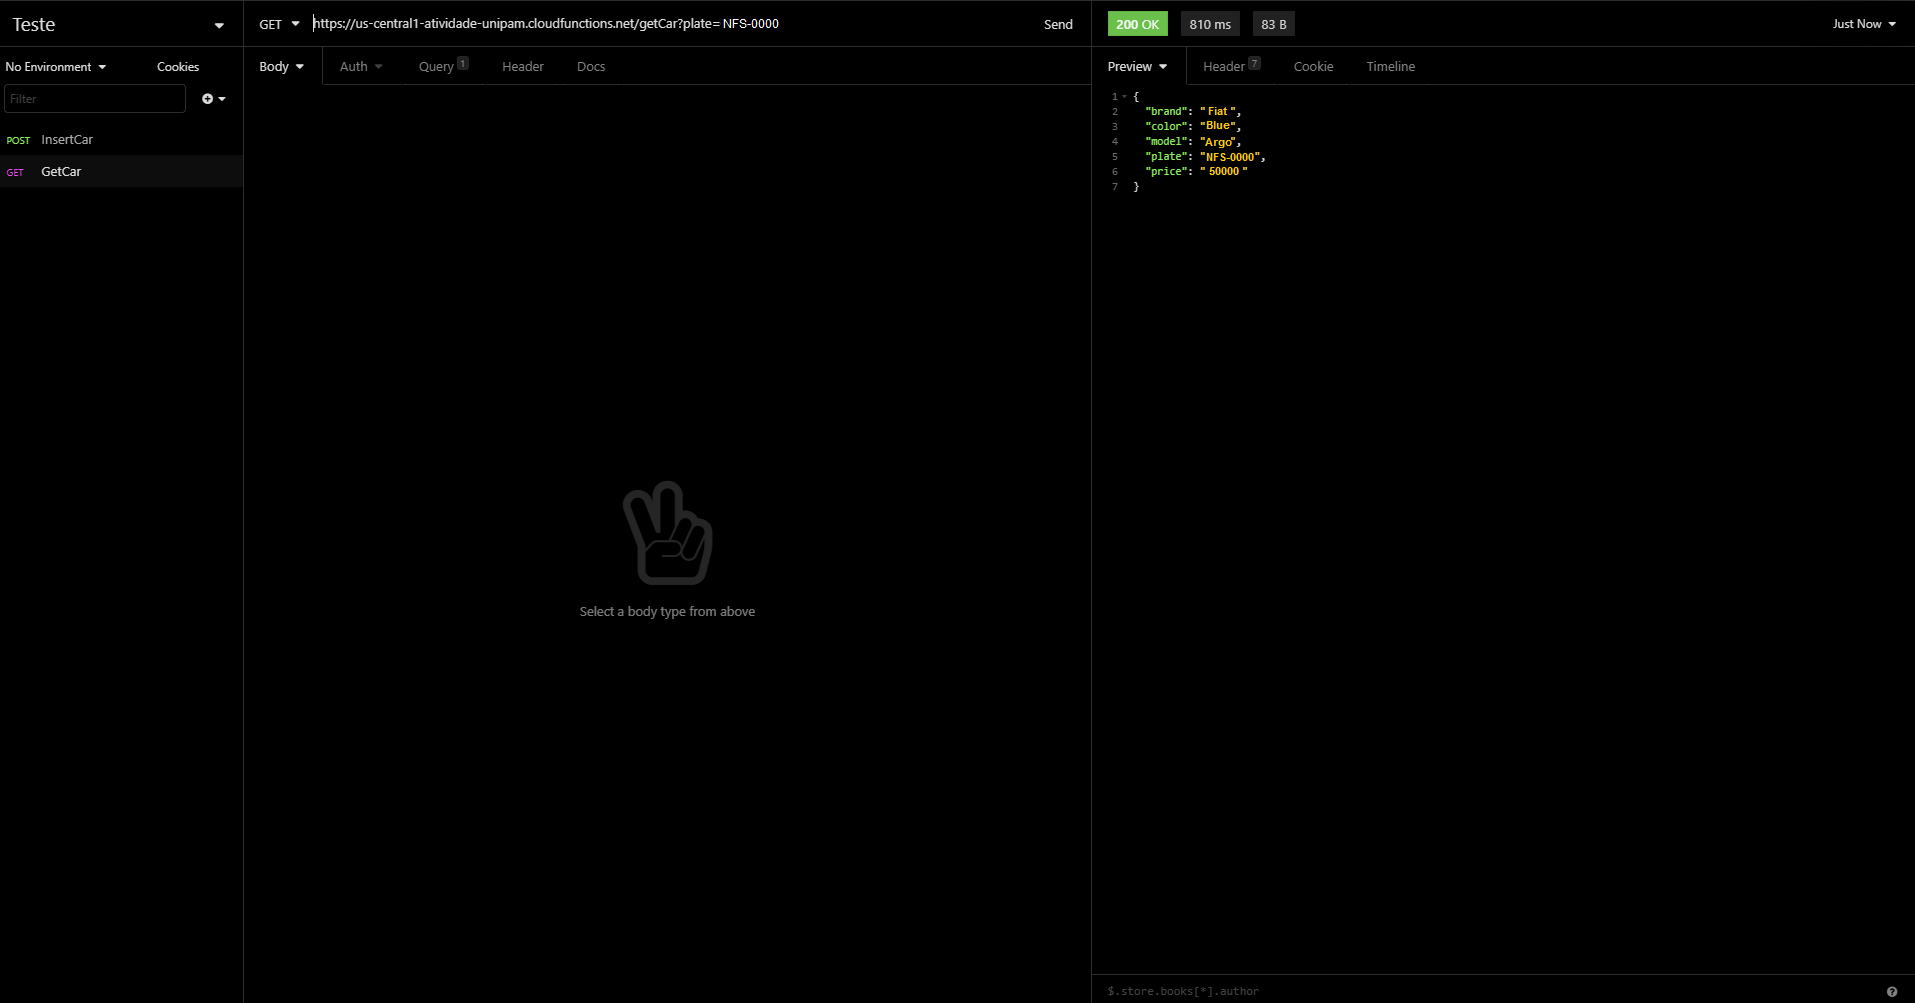 Teste
No Environment
Cookies
Filter
POST InsertCar
GET GetCar
GET https://us-central1-atividade-unipam.cloudfunctions.net/getCar?plate= NFS-0000 Send
Body Auth Query 1 Header Docs
Select a body type from above
200 OK 810 ms 83 B Just Now
Preview Header 7 Cookie Timeline
1 {
2 "brand": " Fiat ",
3 "color": "Blue",
4 "model": "Argo",
5 "plate": "NFS-0000",
6 "price": " 50000 "
7 }
$.store.books[*].author
?